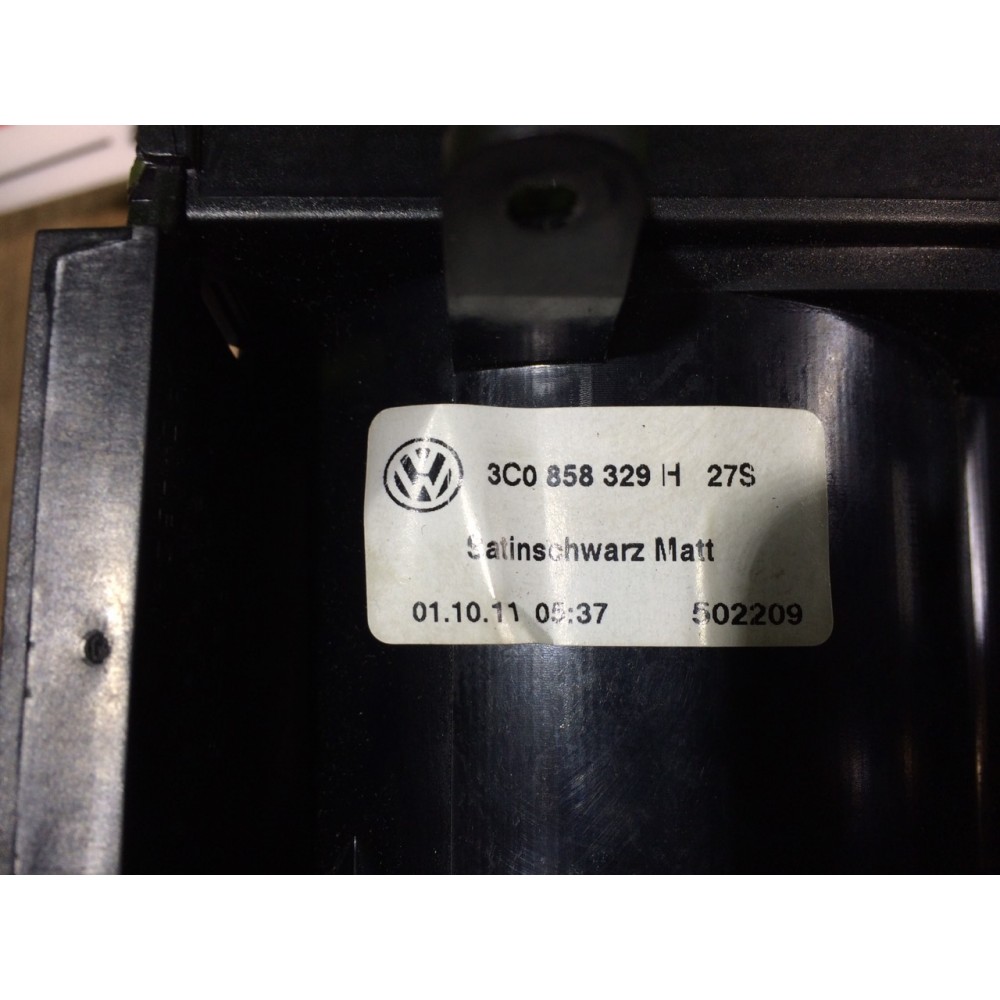 3C0 858 329 H 27S
Satinschwarz Matt
01.10.11 05:37 502209